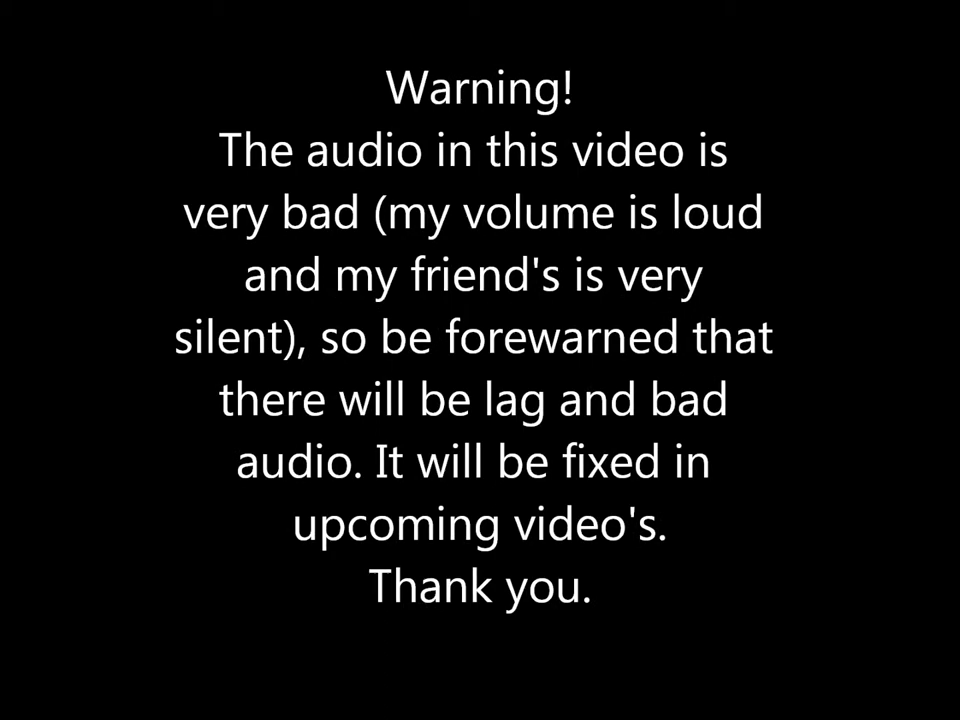 Warning!
The audio in this video is
very bad (my volume is loud
and my friend's is very
silent), so be forewarned that
there will be lag and bad
audio. It will be fixed in
upcoming video's.
Thank you.